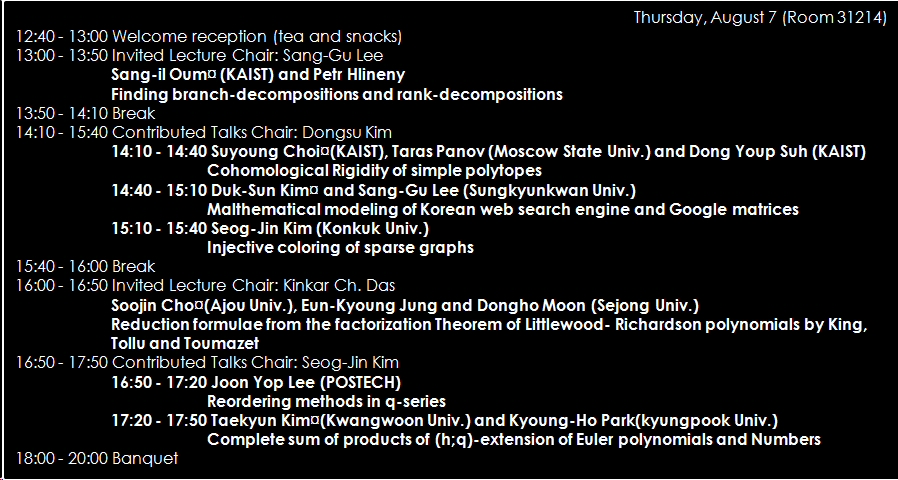 Thursday, August 7 (Room 31214)
12:40 - 13:00 Welcome reception (tea and snacks)
13:00 - 13:50 Invited Lecture Chair: Sang-Gu Lee
Sang-il Oum¤ (KAIST) and Petr Hlineny
Finding branch-decompositions and rank-decompositions
13:50 - 14:10 Break
14:10 - 15:40 Contributed Talks Chair: Dongsu Kim
14:10 - 14:40 Suyoung Choi¤(KAIST), Taras Panov (Moscow State Univ.) and Dong Youp Suh (KAIST)
Cohomological Rigidity of simple polytopes
14:40 - 15:10 Duk-Sun Kim¤ and Sang-Gu Lee (Sungkyunkwan Univ.)
Malthematical modeling of Korean web search engine and Google matrices
15:10 - 15:40 Seog-Jin Kim (Konkuk Univ.)
Injective coloring of sparse graphs
15:40 - 16:00 Break
16:00 - 16:50 Invited Lecture Chair: Kinkar Ch. Das
Soojin Cho¤(Ajou Univ.), Eun-Kyoung Jung and Dongho Moon (Sejong Univ.)
Reduction formulae from the factorization Theorem of Littlewood- Richardson polynomials by King,
Tollu and Toumazet
16:50 - 17:50 Contributed Talks Chair: Seog-Jin Kim
16:50 - 17:20 Joon Yop Lee (POSTECH)
Reordering methods in q-series
17:20 - 17:50 Taekyun Kim¤(Kwangwoon Univ.) and Kyoung-Ho Park(kyungpook Univ.)
Complete sum of products of (h;q)-extension of Euler polynomials and Numbers
18:00 - 20:00 Banquet